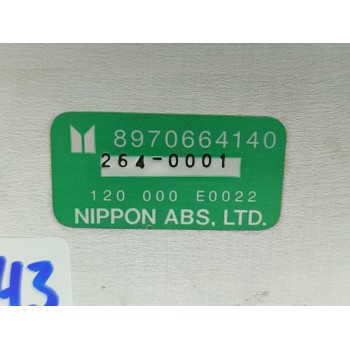 8970664140
264-0001
120 000 E0022
NIPPON ABS, LTD.
43